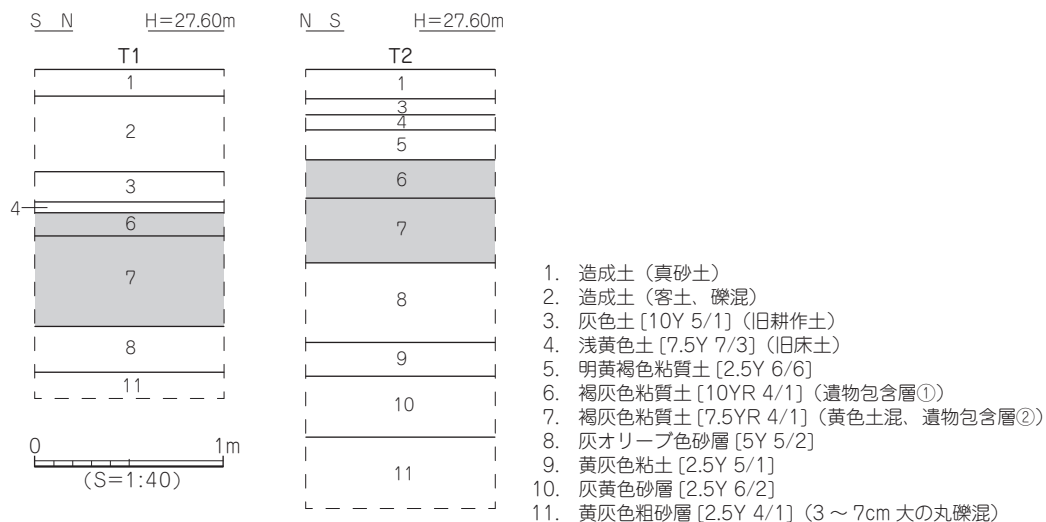 S N H=27.60m
T1
1
2
3
4
6
7
8
11
0 1m
(S=1:40)
N S H=27.60m
T2
1
3
4
5
6
7
8
9
10
11
1. 造成土（真砂土）
2. 造成土（客土、礫混）
3. 灰色土 [10Y 5/1]（旧耕作土）
4. 浅黄色土 [7.5Y 7/3]（旧床土）
5. 明黄褐色粘質土 [2.5Y 6/6]
6. 褐灰色粘質土 [10YR 4/1]（遺物包含層①）
7. 褐灰色粘質土 [7.5YR 4/1]（黄色土混、遺物包含層②）
8. 灰オリーブ色砂層 [5Y 5/2]
9. 黄灰色粘土 [2.5Y 5/1]
10. 灰黄色砂層 [2.5Y 6/2]
11. 黄灰色粗砂層 [2.5Y 4/1]（3 ～ 7cm 大の丸礫混）